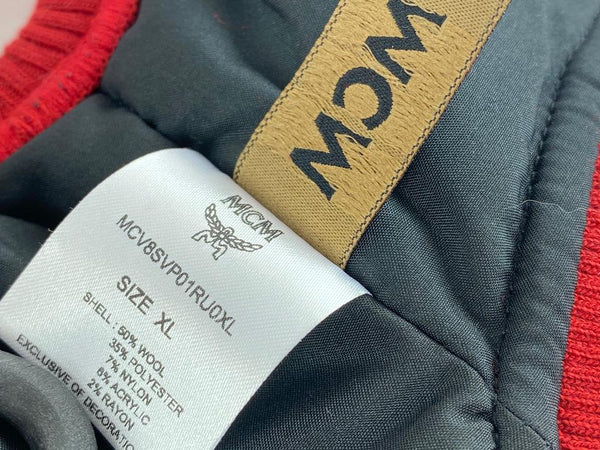 MCM
MCM
MCV8SVP01RU0XL
SIZE XL
SHELL : 50% WOOL
35% POLYESTER
7% NYLON
6% ACRYLIC
2% RAYON
EXCLUSIVE OF DECORATION